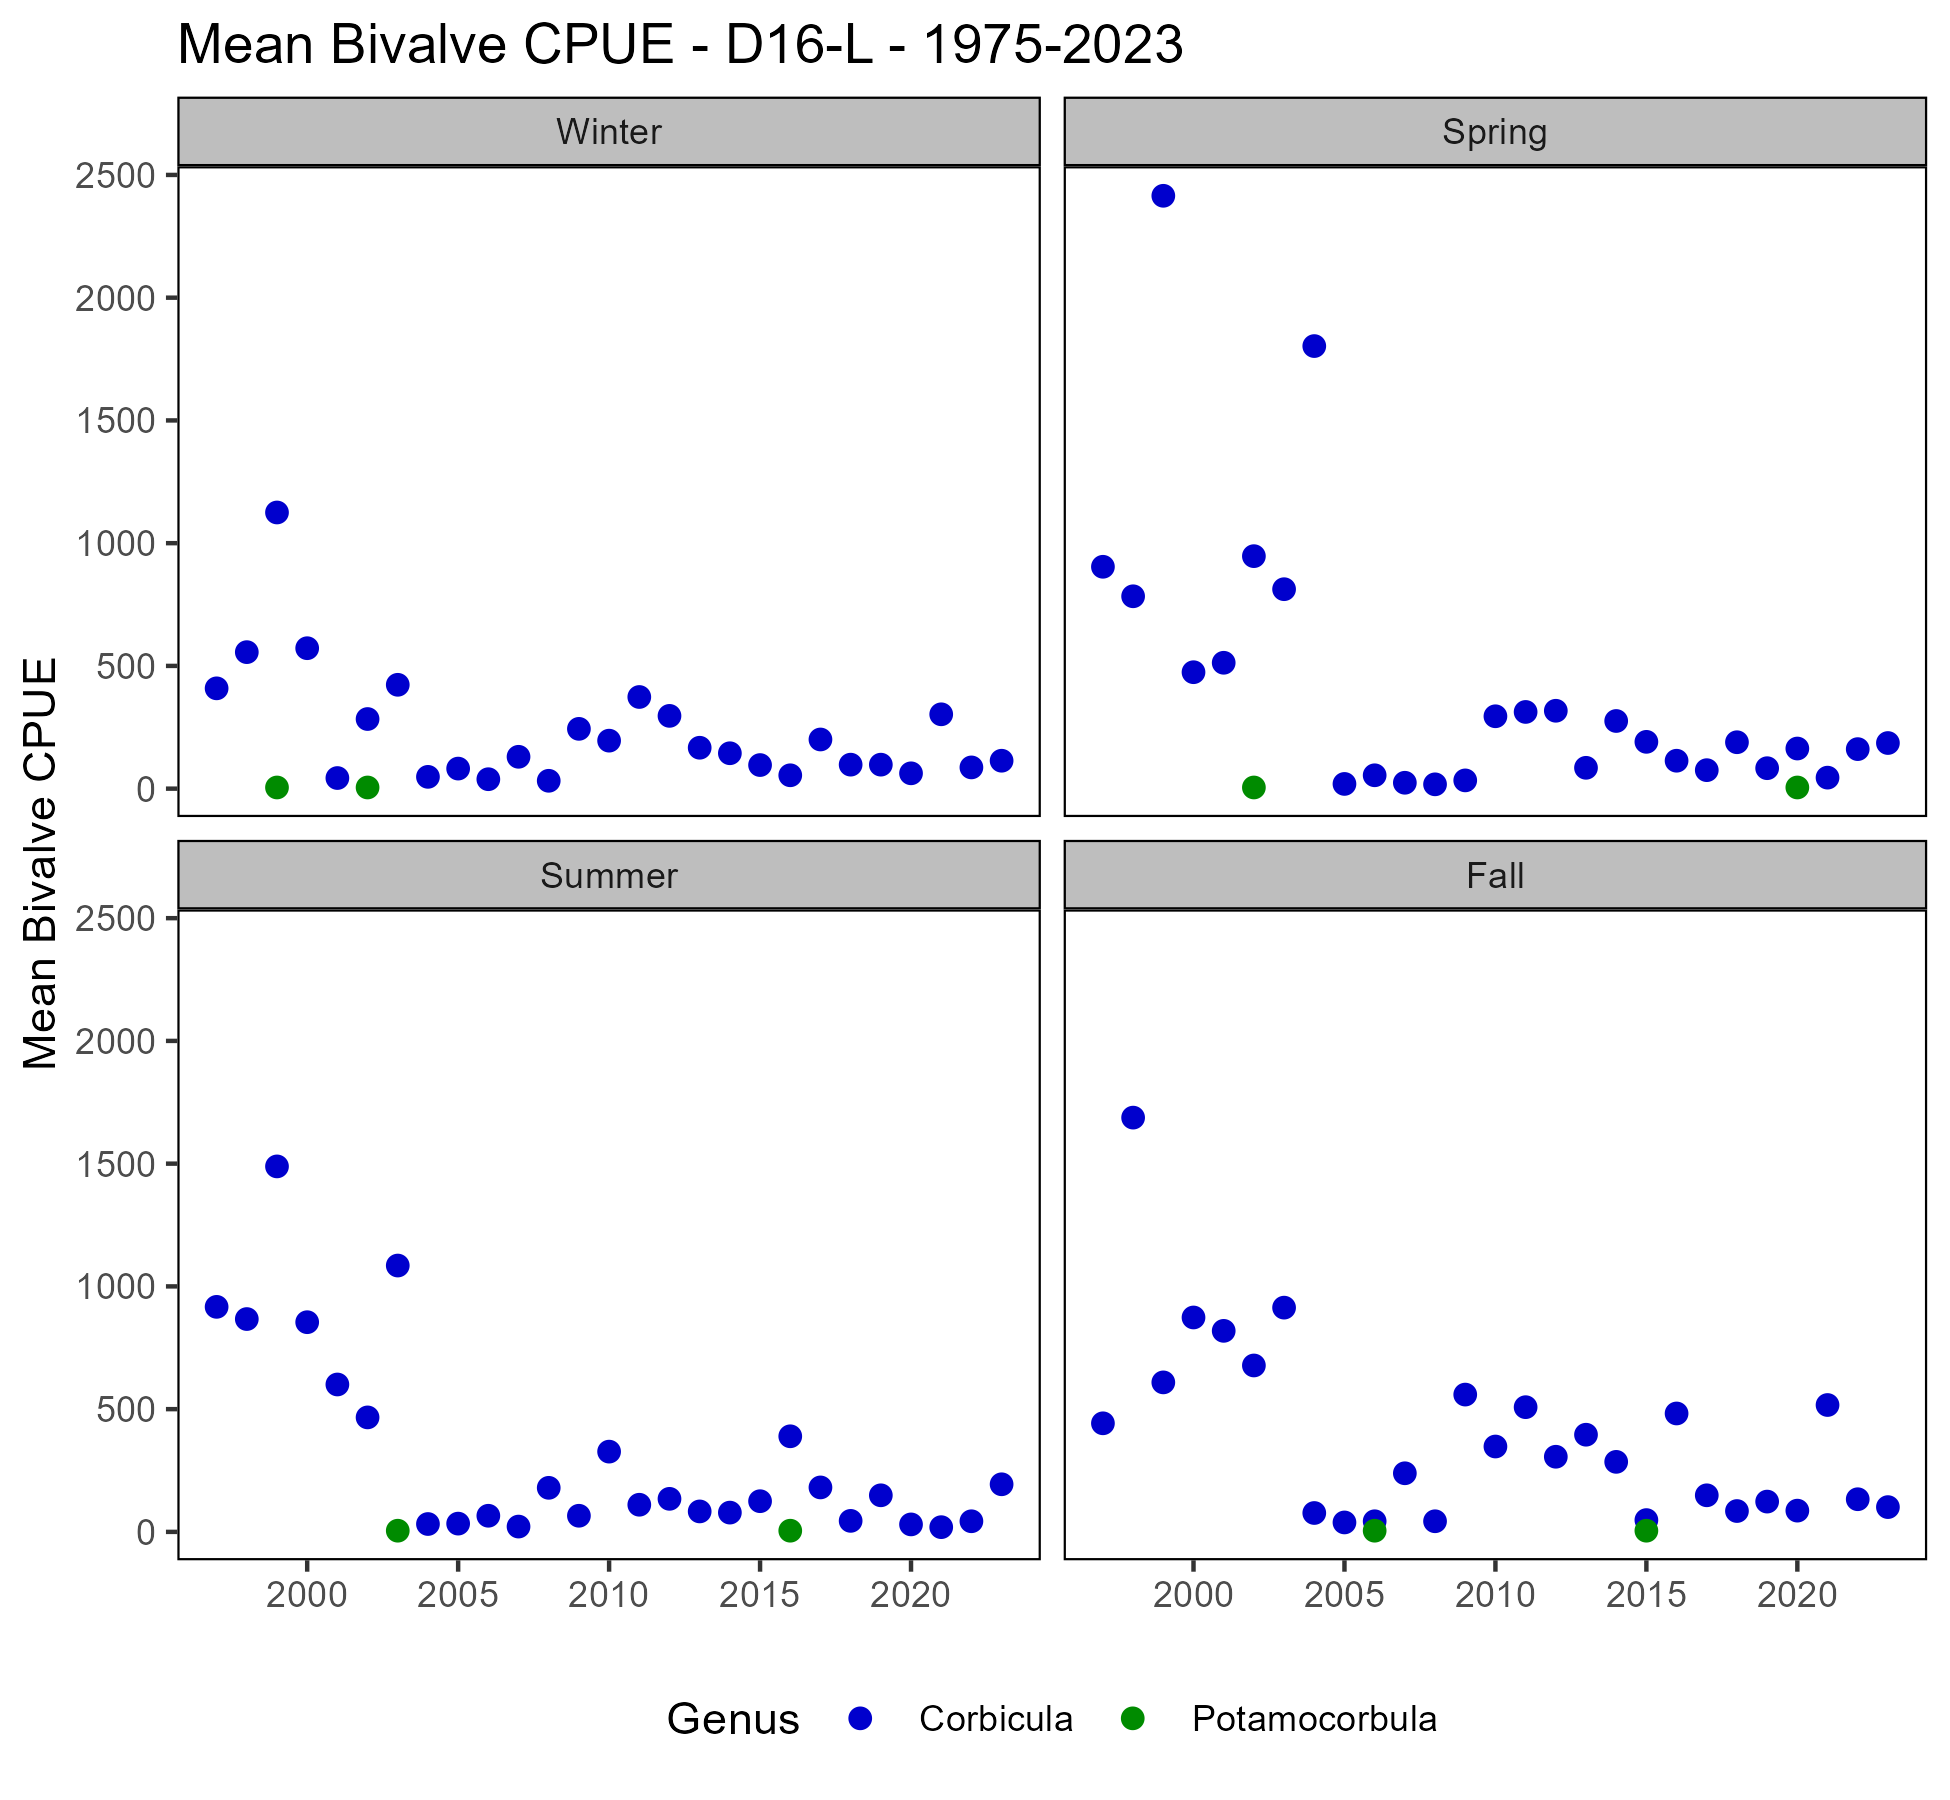 Mean Bivalve CPUE - D16-L - 1975-2023
Winter
Spring
2500
2000
1500
1000
500
0
Mean Bivalve CPUE
Summer
Fall
2500
2000
1500
1000
500
0
2000 2005 2010 2015 2020
2000 2005 2010 2015 2020
Genus Corbicula Potamocorbula